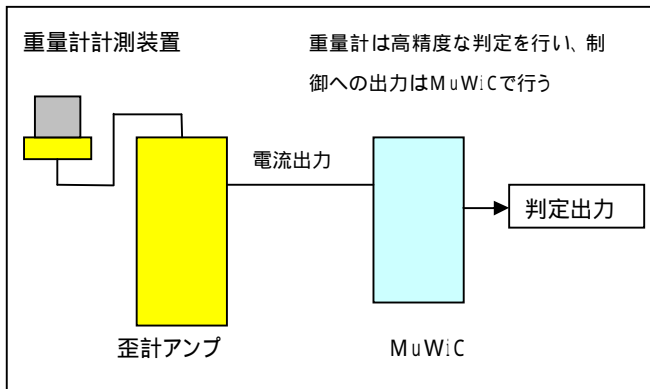 重量計計測装置
重量計は高精度な判定を行い、制
御への出力はMuWiCで行う
電流出力
判定出力
歪計アンプ
MuWiC